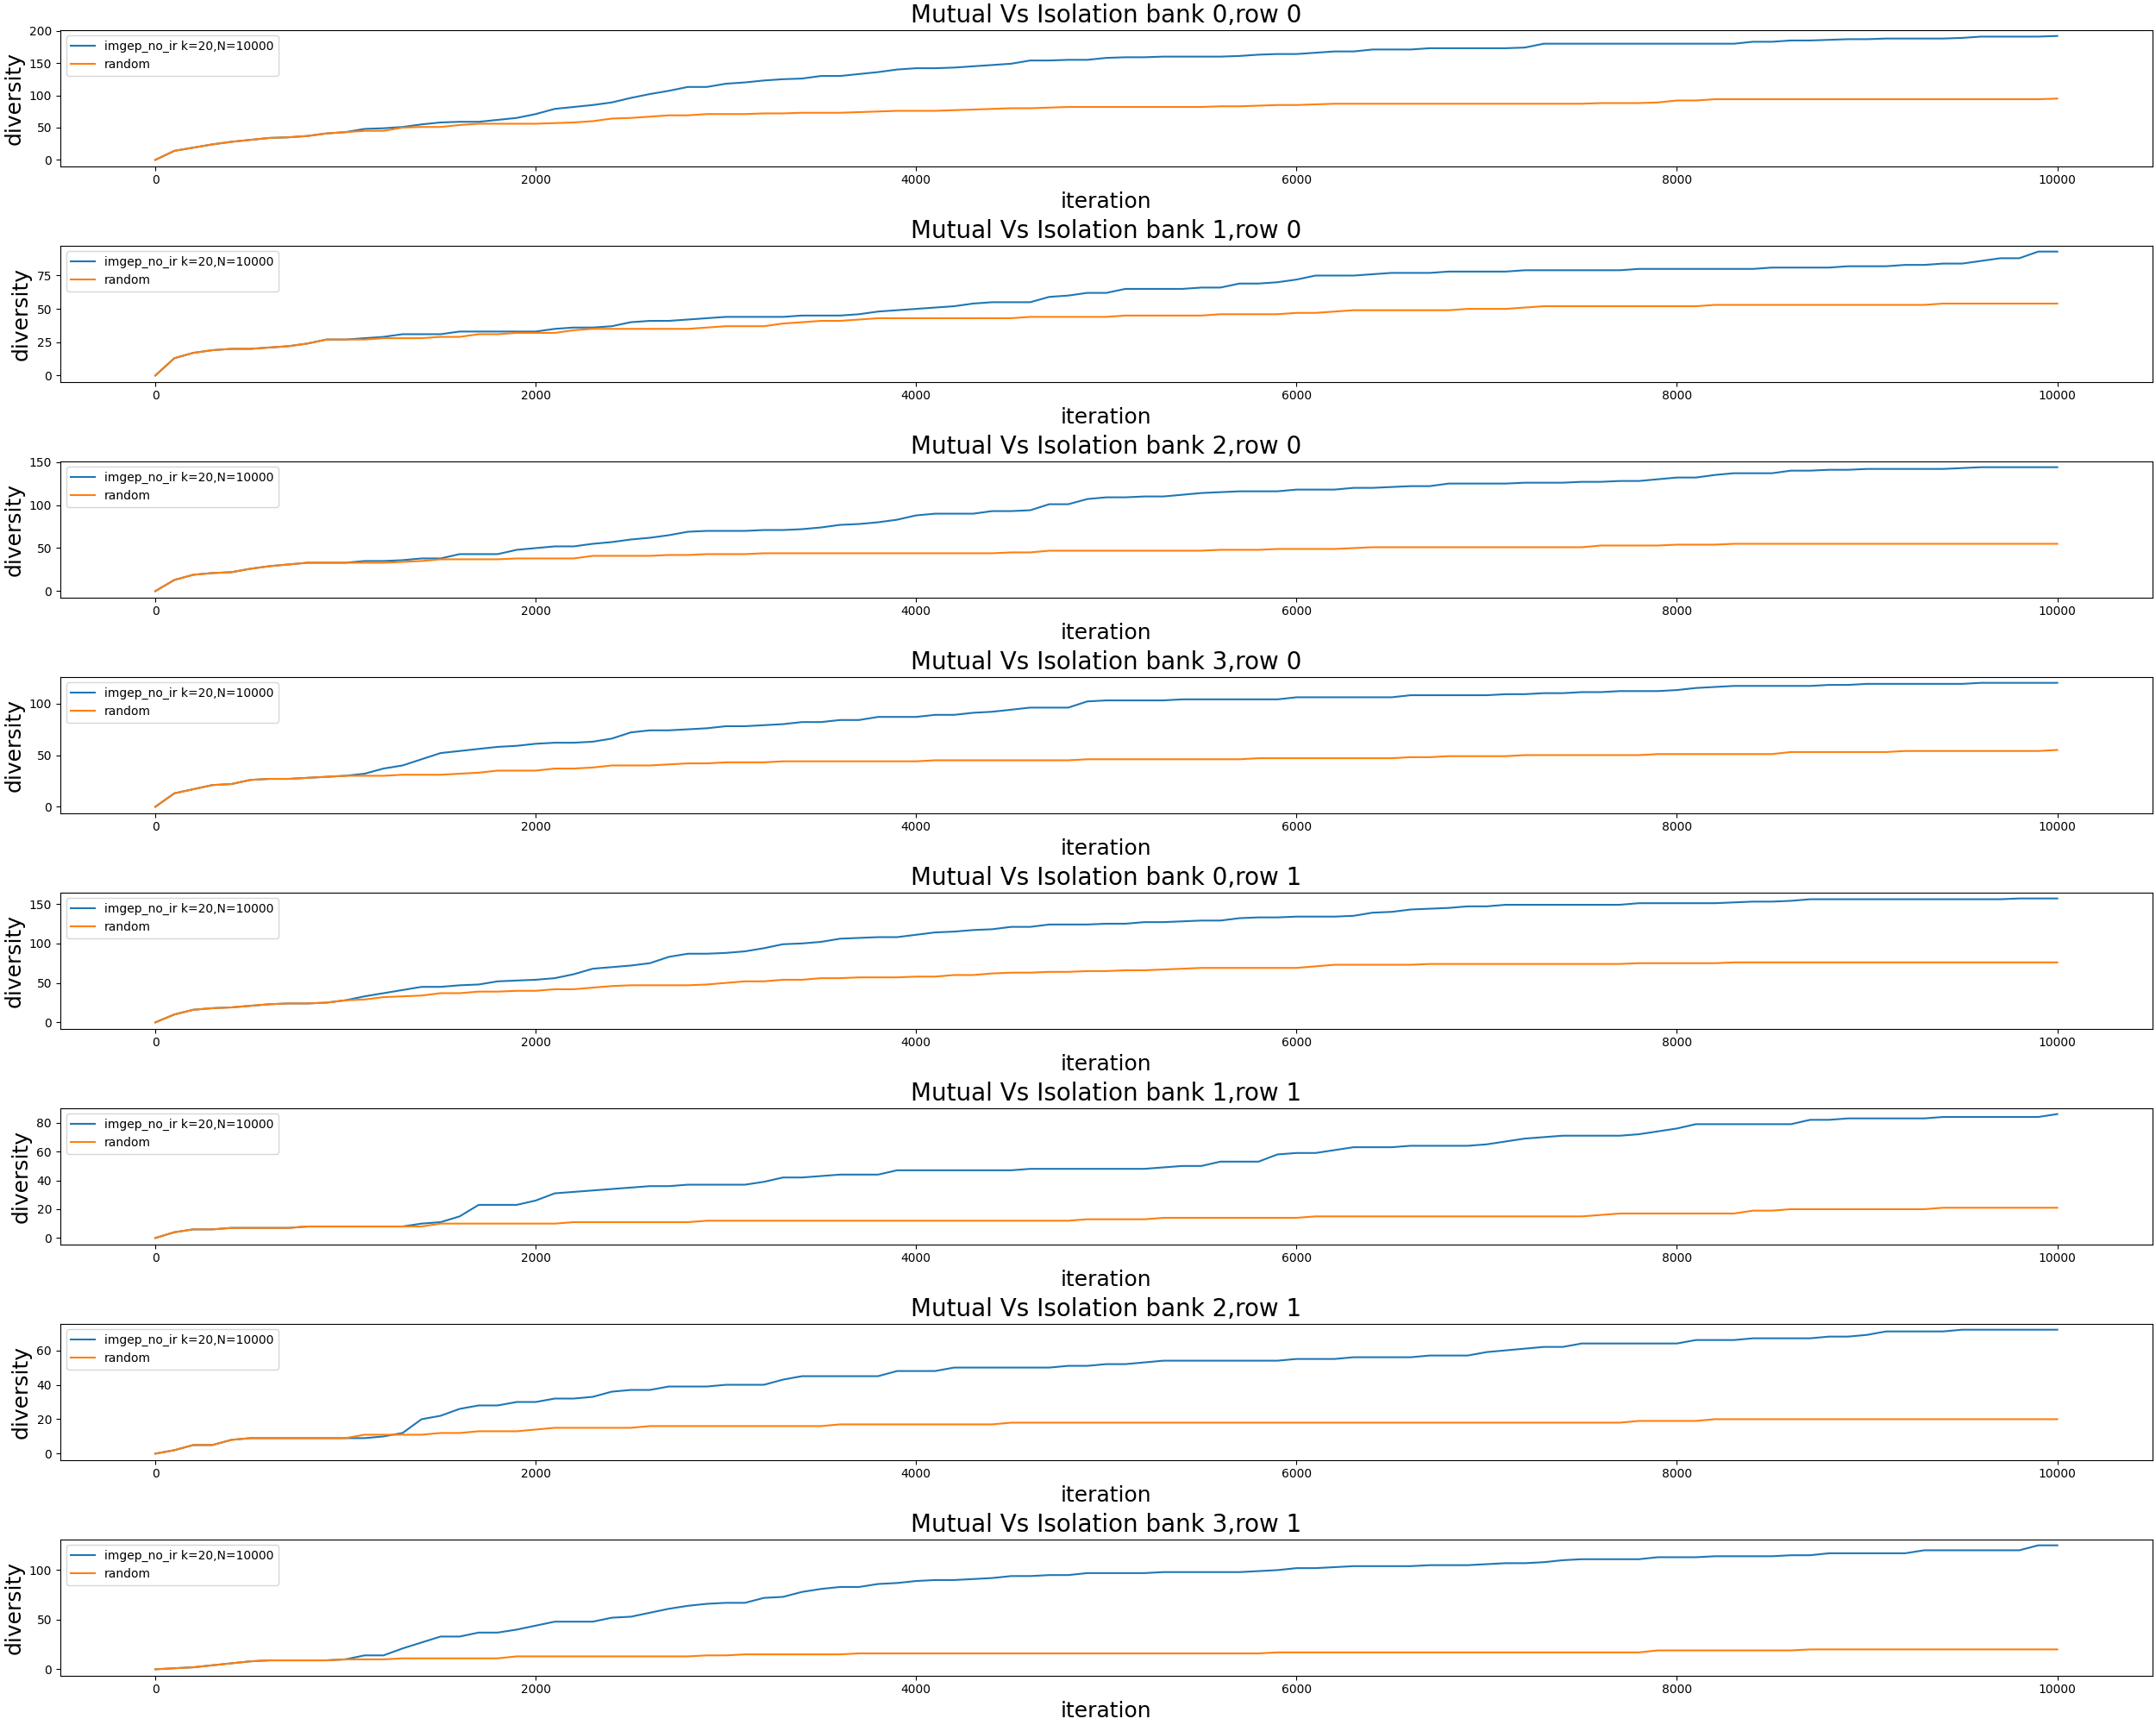 Mutual Vs Isolation bank 0,row 0
imgep_no_ir k=20,N=10000
random
diversity
200
150
100
50
0
0 2000 4000 6000 8000 10000
iteration
Mutual Vs Isolation bank 1,row 0
imgep_no_ir k=20,N=10000
random
diversity
75
50
25
0
0 2000 4000 6000 8000 10000
iteration
Mutual Vs Isolation bank 2,row 0
imgep_no_ir k=20,N=10000
random
diversity
150
100
50
0
0 2000 4000 6000 8000 10000
iteration
Mutual Vs Isolation bank 3,row 0
imgep_no_ir k=20,N=10000
random
diversity
100
50
0
0 2000 4000 6000 8000 10000
iteration
Mutual Vs Isolation bank 0,row 1
imgep_no_ir k=20,N=10000
random
diversity
150
100
50
0
0 2000 4000 6000 8000 10000
iteration
Mutual Vs Isolation bank 1,row 1
imgep_no_ir k=20,N=10000
random
diversity
80
60
40
20
0
0 2000 4000 6000 8000 10000
iteration
Mutual Vs Isolation bank 2,row 1
imgep_no_ir k=20,N=10000
random
diversity
60
40
20
0
0 2000 4000 6000 8000 10000
iteration
Mutual Vs Isolation bank 3,row 1
imgep_no_ir k=20,N=10000
random
diversity
100
50
0
0 2000 4000 6000 8000 10000
iteration